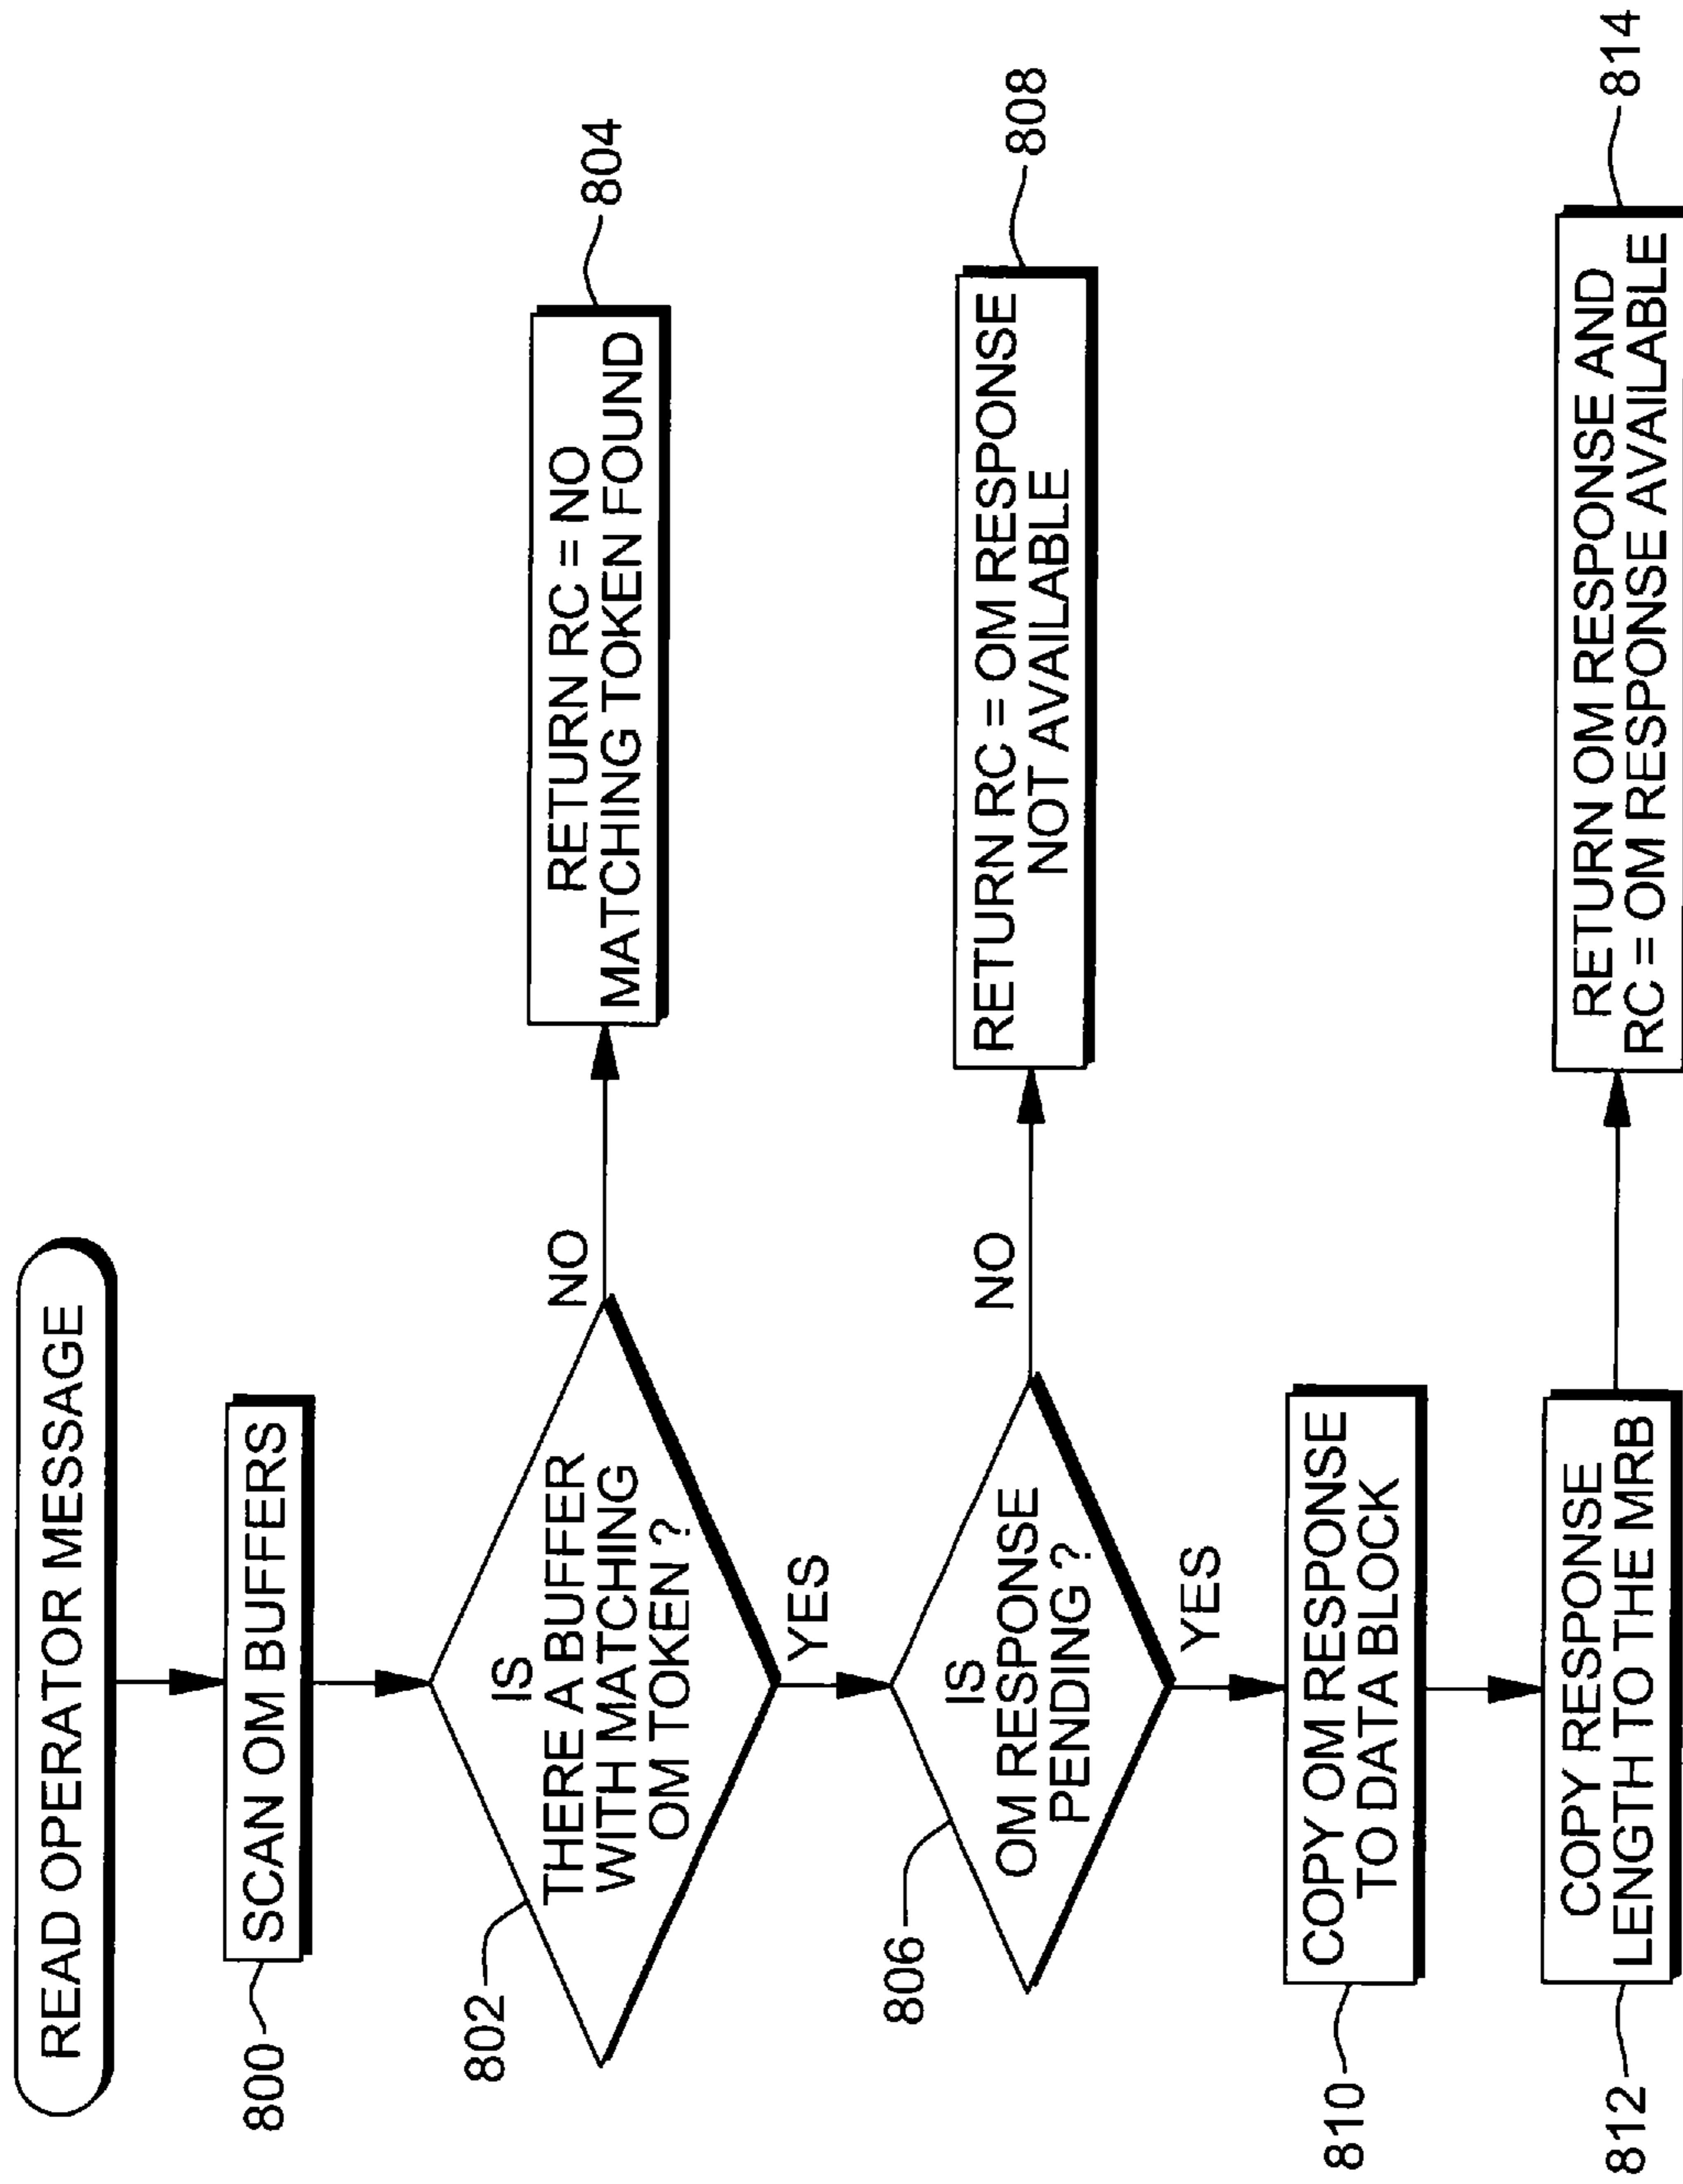 READ OPERATOR MESSAGE
800
SCAN OM BUFFERS
802
IS
THERE A BUFFER
WITH MATCHING
OM TOKEN ?
NO
RETURN RC = NO
MATCHING TOKEN FOUND
804
YES
806
IS
OM RESPONSE
PENDING ?
NO
RETURN RC = OM RESPONSE
NOT AVAILABLE
808
YES
810
COPY OM RESPONSE
TO DATA BLOCK
812
COPY RESPONSE
LENGTH TO THE MRB
RETURN OM RESPONSE AND
RC = OM RESPONSE AVAILABLE
814